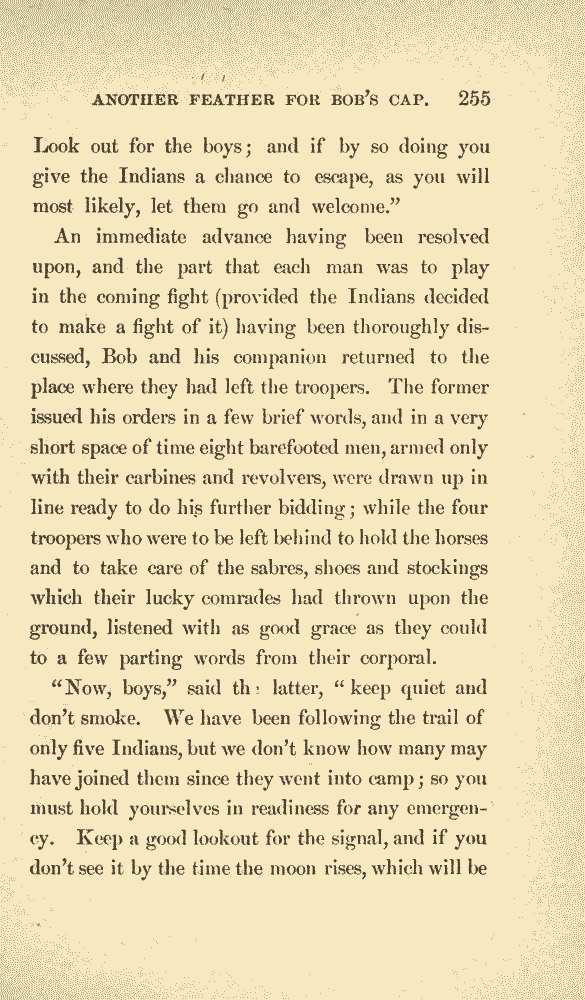 ANOTHER FEATHER FOR BOB'S CAP. 255
Look out for the boys; and if by so doing you
give the Indians a chance to escape, as you will
most likely, let them go and welcome.”
An immediate advance having been resolved
upon, and the part that each man was to play
in the coming fight (provided the Indians decided
to make a fight of it) having been thoroughly dis-
cussed, Bob and his companion returned to the
place where they had left the troopers. The former
issued his orders in a few brief words, and in a very
short space of time eight barefooted men, armed only
with their carbines and revolvers, were drawn up in
line ready to do his further bidding; while the four
troopers who were to be left behind to hold the horses
and to take care of the sabres, shoes and stockings
which their lucky comrades had thrown upon the
ground, listened with as good grace as they could
to a few parting words from their corporal.
“Now, boys,” said the latter, “keep quiet and
don't smoke. We have been following the trail of
only five Indians, but we don't know how many may
have joined them since they went into camp; so you
must hold yourselves in readiness for any emergen-
cy. Keep a good lookout for the signal, and if you
don't see it by the time the moon rises, which will be